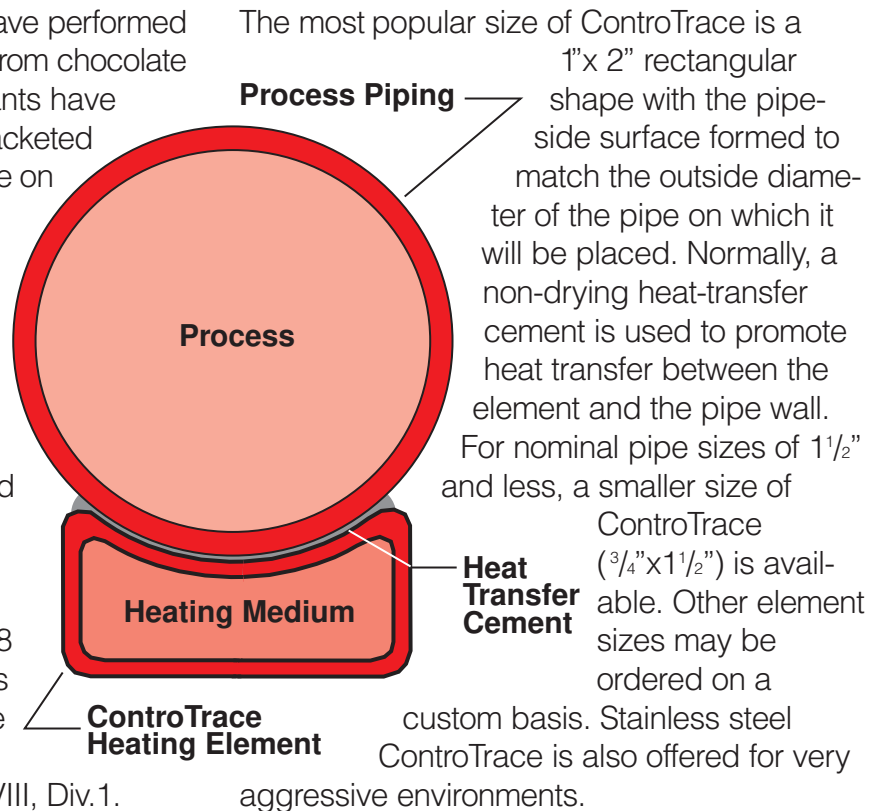 ave performed
rom chocolate
ants have
acketed
e on
d
8
s
e
VIII, Div.1.
The most popular size of ControTrace is a
1”x 2” rectangular
shape with the pipe-
side surface formed to
match the outside diame-
ter of the pipe on which it
will be placed. Normally, a
non-drying heat-transfer
cement is used to promote
heat transfer between the
element and the pipe wall.
For nominal pipe sizes of 1 1/2”
and less, a smaller size of
ControTrace
(3/4”x1 1/2”) is avail-
able. Other element
sizes may be
ordered on a
custom basis. Stainless steel
ControTrace is also offered for very
aggressive environments.
Process Piping
Process
Heating Medium
Heat
Transfer
Cement
ControTrace
Heating Element